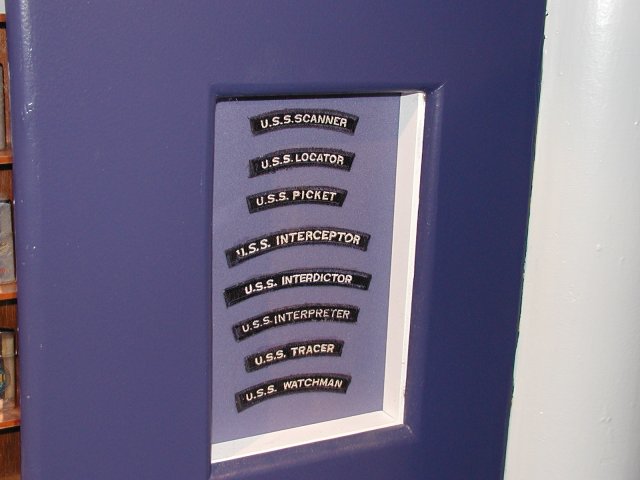 U.S.S.SCANNER
U.S.S. LOCATOR
U.S.S. PICKET
U.S.S. INTERCEPTOR
U.S.S. INTERDICTOR
U.S.S. INTERPRETER
U.S.S. TRACER
U.S.S. WATCHMAN